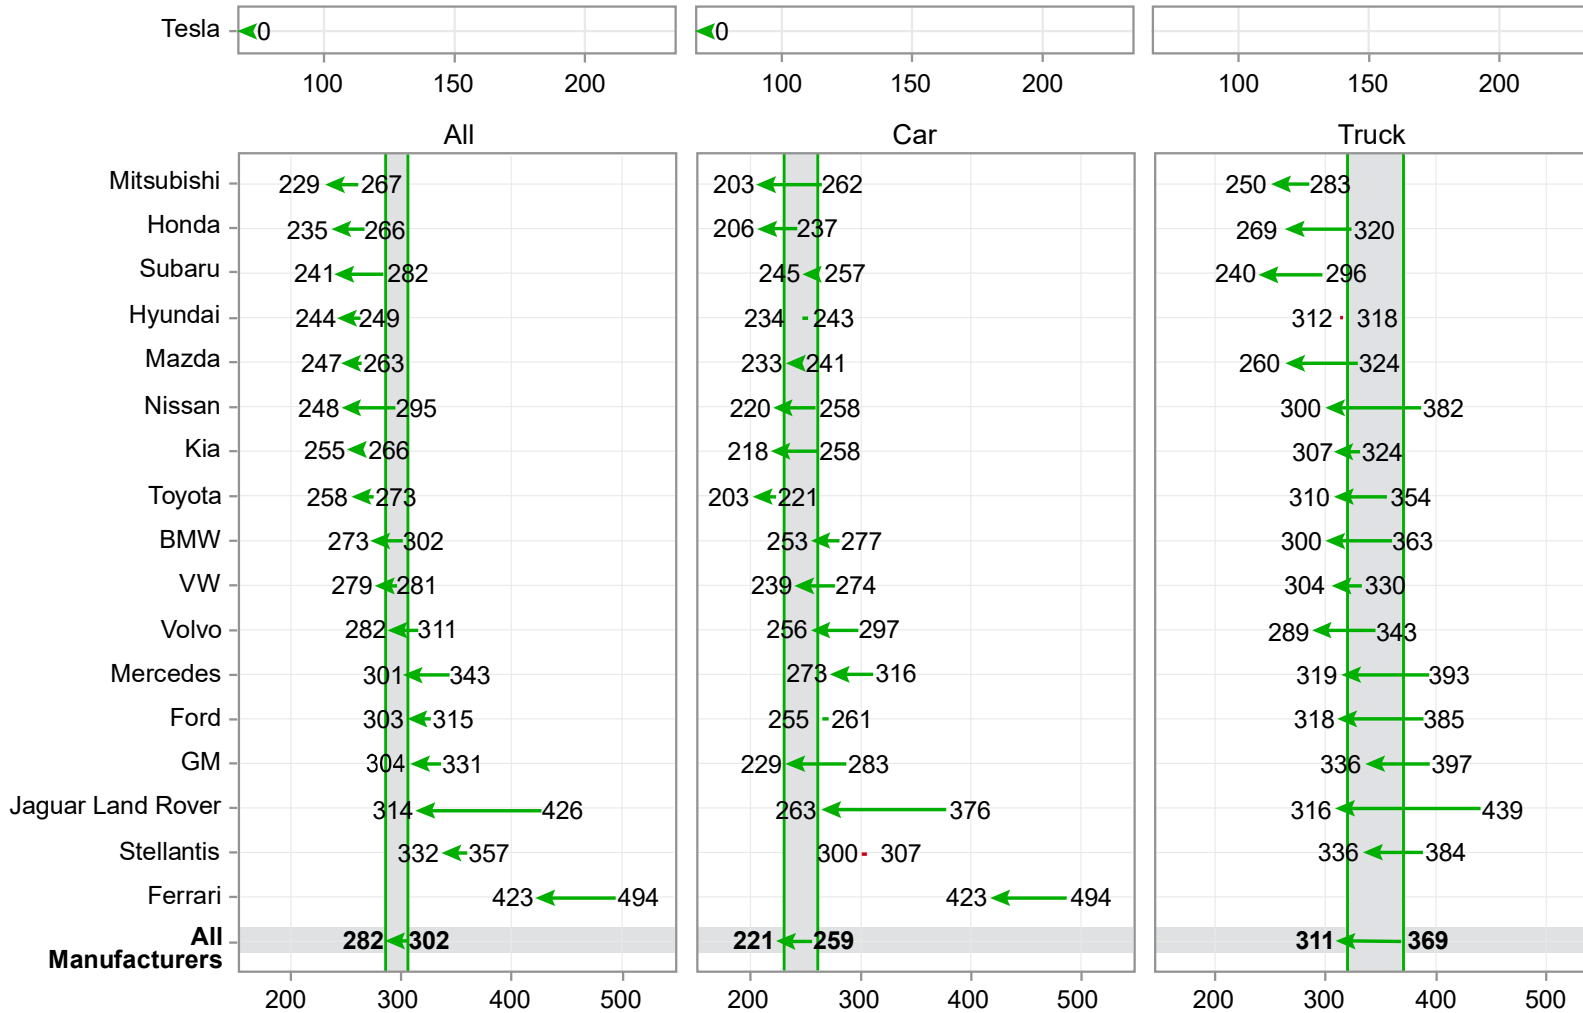 Tesla 0 0
100 150 200 100 150 200 100 150 200
All Car Truck
Mitsubishi 229 267 203 262 250 283
Honda 235 266 206 237 269 320
Subaru 241 282 245 257 240 296
Hyundai 244 249 234 243 312 318
Mazda 247 263 233 241 260 324
Nissan 248 295 220 258 300 382
Kia 255 266 218 258 307 324
Toyota 258 273 203 221 310 354
BMW 273 302 253 277 300 363
VW 279 281 239 274 304 330
Volvo 282 311 256 297 289 343
Mercedes 301 343 273 316 319 393
Ford 303 315 255 261 318 385
GM 304 331 229 283 336 397
Jaguar Land Rover 314 426 263 376 316 439
Stellantis 332 357 300 307 336 384
Ferrari 423 494 423 494
All
Manufacturers 282 302 221 259 311 369
200 300 400 500 200 300 400 500 200 300 400 500